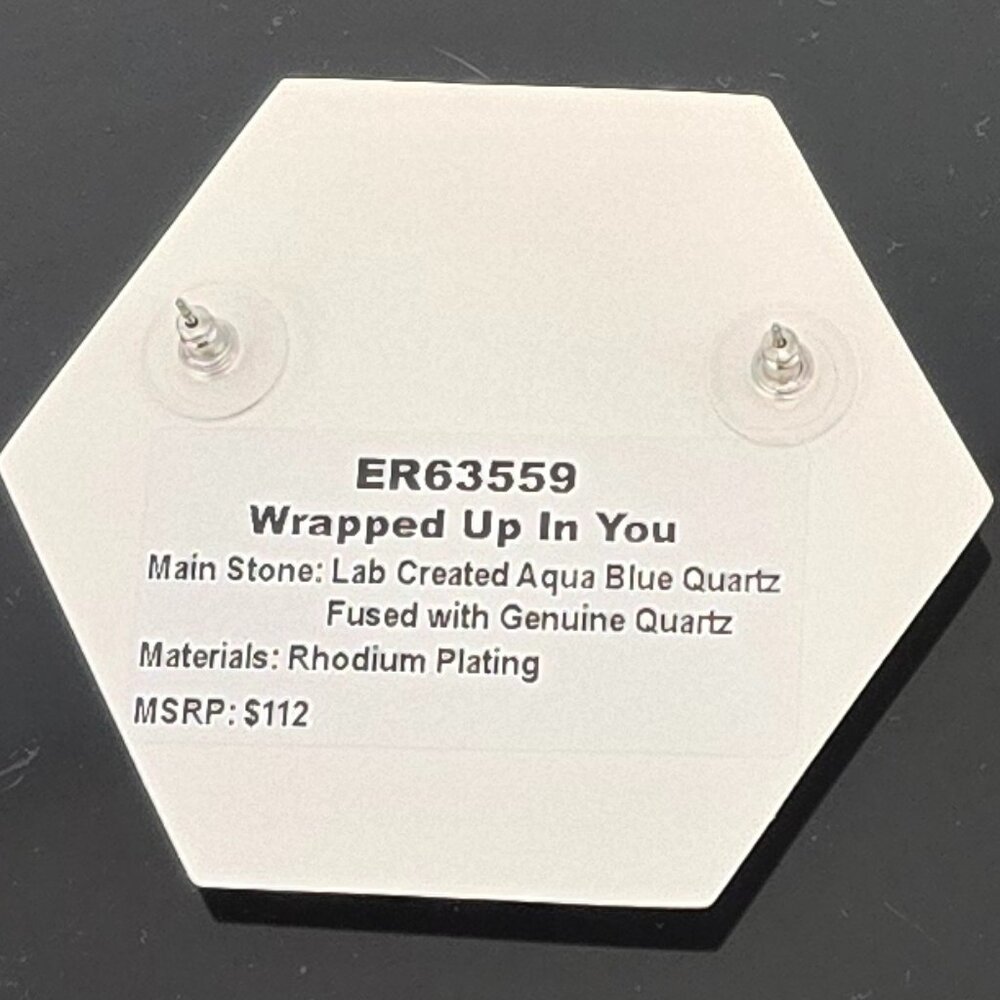 ER63559
Wrapped Up In You
Main Stone: Lab Created Aqua Blue Quartz
Fused with Genuine Quartz
Materials: Rhodium Plating
MSRP: $112